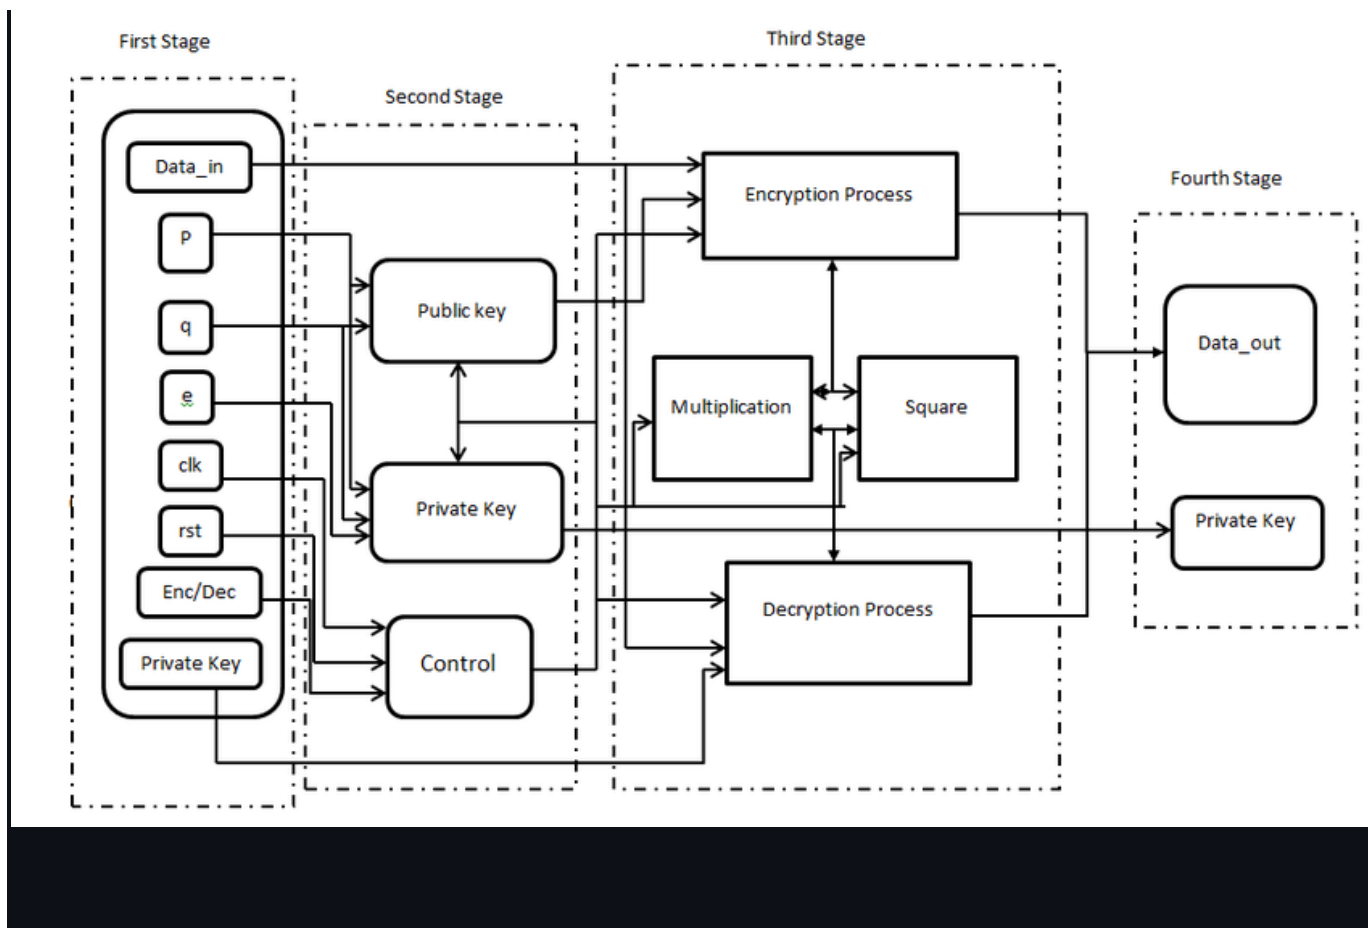 First Stage
Second Stage
Third Stage
Fourth Stage
Data_in
P
q
e
clk
rst
Enc/Dec
Private Key
Public key
Private Key
Control
Encryption Process
Multiplication
Square
Decryption Process
Data_out
Private Key